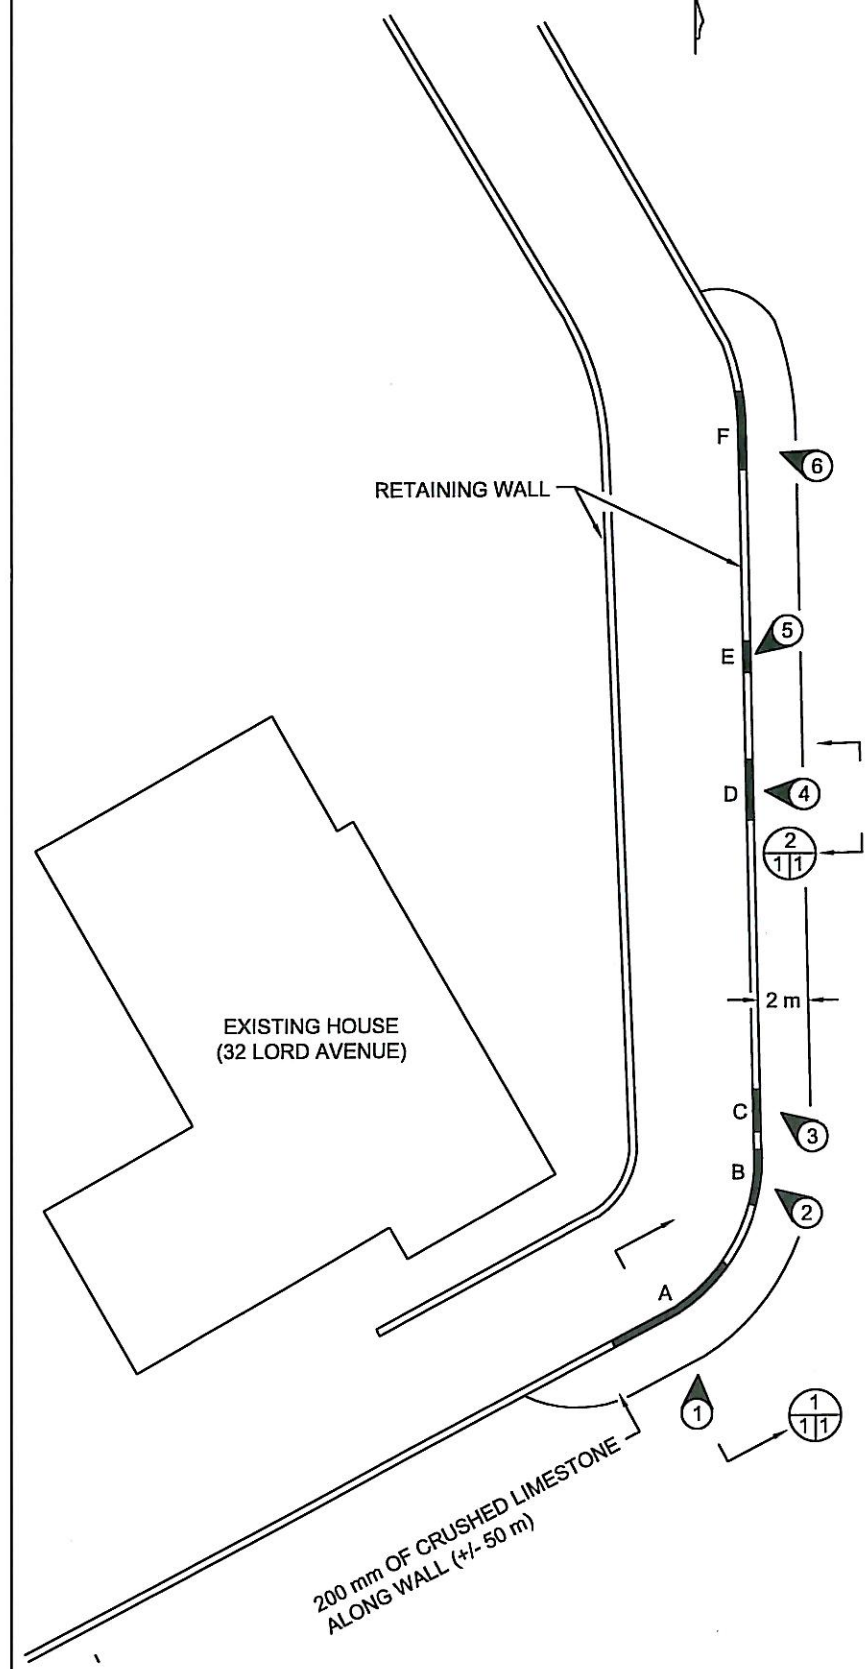 F
6
RETAINING WALL
5
E
D
4
2
1 1
2 m
EXISTING HOUSE
(32 LORD AVENUE)
C
3
B
2
A
1
1
1 1
200 mm OF CRUSHED LIMESTONE
ALONG WALL (+/- 50 m)